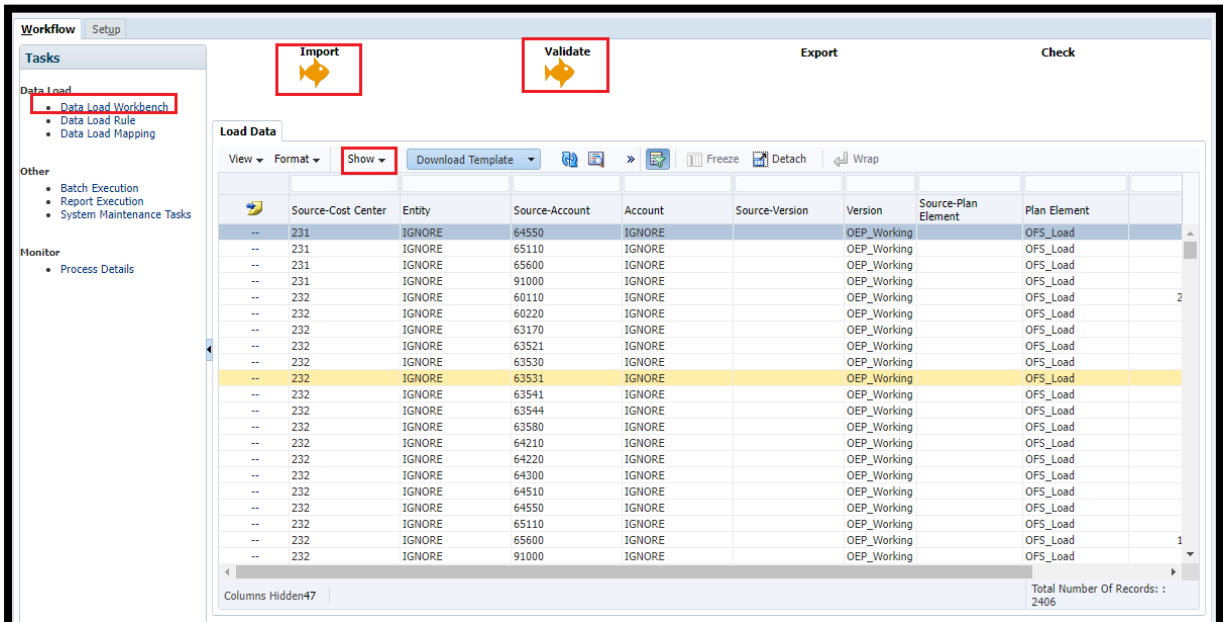 Workflow Setup
Tasks
Data Load
Data Load Workbench
Data Load Rule
Data Load Mapping
Other
Batch Execution
Report Execution
System Maintenance Tasks
Monitor
Process Details
Import Validate Export Check
Load Data
View Format Show Download Template » Freeze Detach Wrap
Source-Cost Center Entity Source-Account Account Source-Version Version Source-Plan Element Plan Element
-- 231 IGNORE 64550 IGNORE OEP_Working OFS_Load
-- 231 IGNORE 65110 IGNORE OEP_Working OFS_Load
-- 231 IGNORE 65600 IGNORE OEP_Working OFS_Load
-- 231 IGNORE 91000 IGNORE OEP_Working OFS_Load
-- 232 IGNORE 60110 IGNORE OEP_Working OFS_Load 2
-- 232 IGNORE 60220 IGNORE OEP_Working OFS_Load
-- 232 IGNORE 63170 IGNORE OEP_Working OFS_Load
-- 232 IGNORE 63521 IGNORE OEP_Working OFS_Load
-- 232 IGNORE 63530 IGNORE OEP_Working OFS_Load
-- 232 IGNORE 63531 IGNORE OEP_Working OFS_Load
-- 232 IGNORE 63541 IGNORE OEP_Working OFS_Load
-- 232 IGNORE 63544 IGNORE OEP_Working OFS_Load
-- 232 IGNORE 63580 IGNORE OEP_Working OFS_Load
-- 232 IGNORE 64210 IGNORE OEP_Working OFS_Load
-- 232 IGNORE 64220 IGNORE OEP_Working OFS_Load
-- 232 IGNORE 64300 IGNORE OEP_Working OFS_Load
-- 232 IGNORE 64510 IGNORE OEP_Working OFS_Load
-- 232 IGNORE 64550 IGNORE OEP_Working OFS_Load
-- 232 IGNORE 65110 IGNORE OEP_Working OFS_Load
-- 232 IGNORE 65600 IGNORE OEP_Working OFS_Load 1
-- 232 IGNORE 91000 IGNORE OEP_Working OFS_Load
Columns Hidden47
Total Number Of Records: :
2406